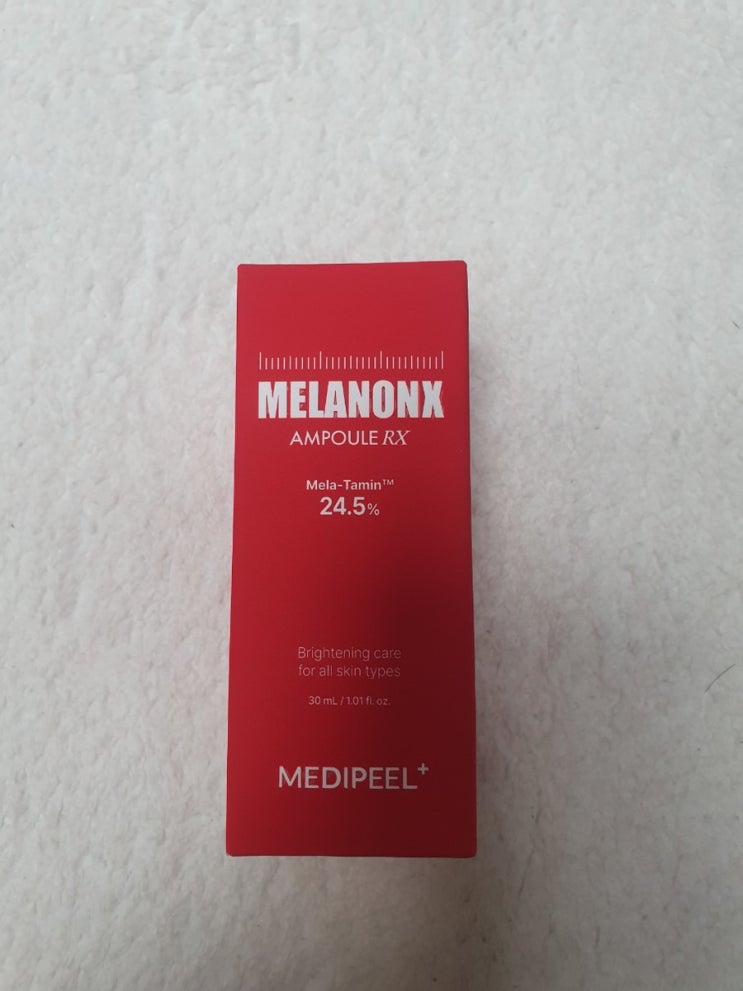 MELANONX
AMPOULE RX
Mela-Tamin™
24.5%
Brightening care
for all skin types
30 mL / 1.01 fl. oz.
MEDIPEEL+